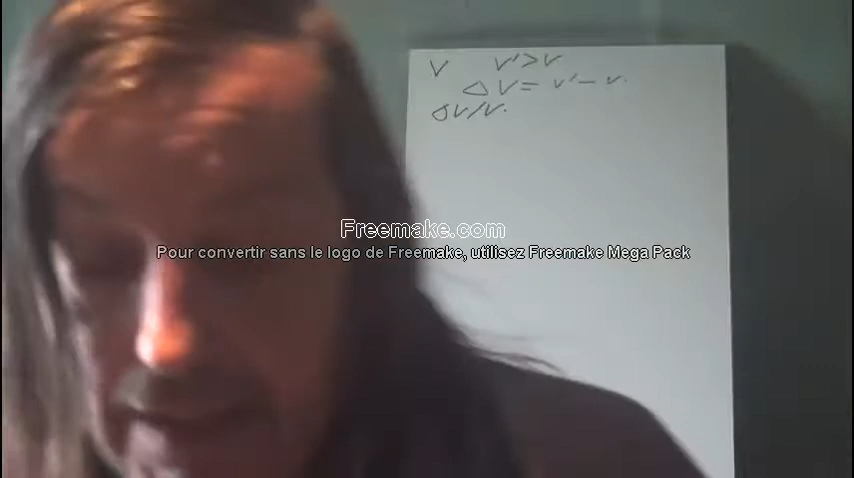 V V'>V
ΔV= V'-V.
ΔV/V.
Freemake.com
Pour convertir sans le logo de Freemake, utilisez Freemake Mega Pack